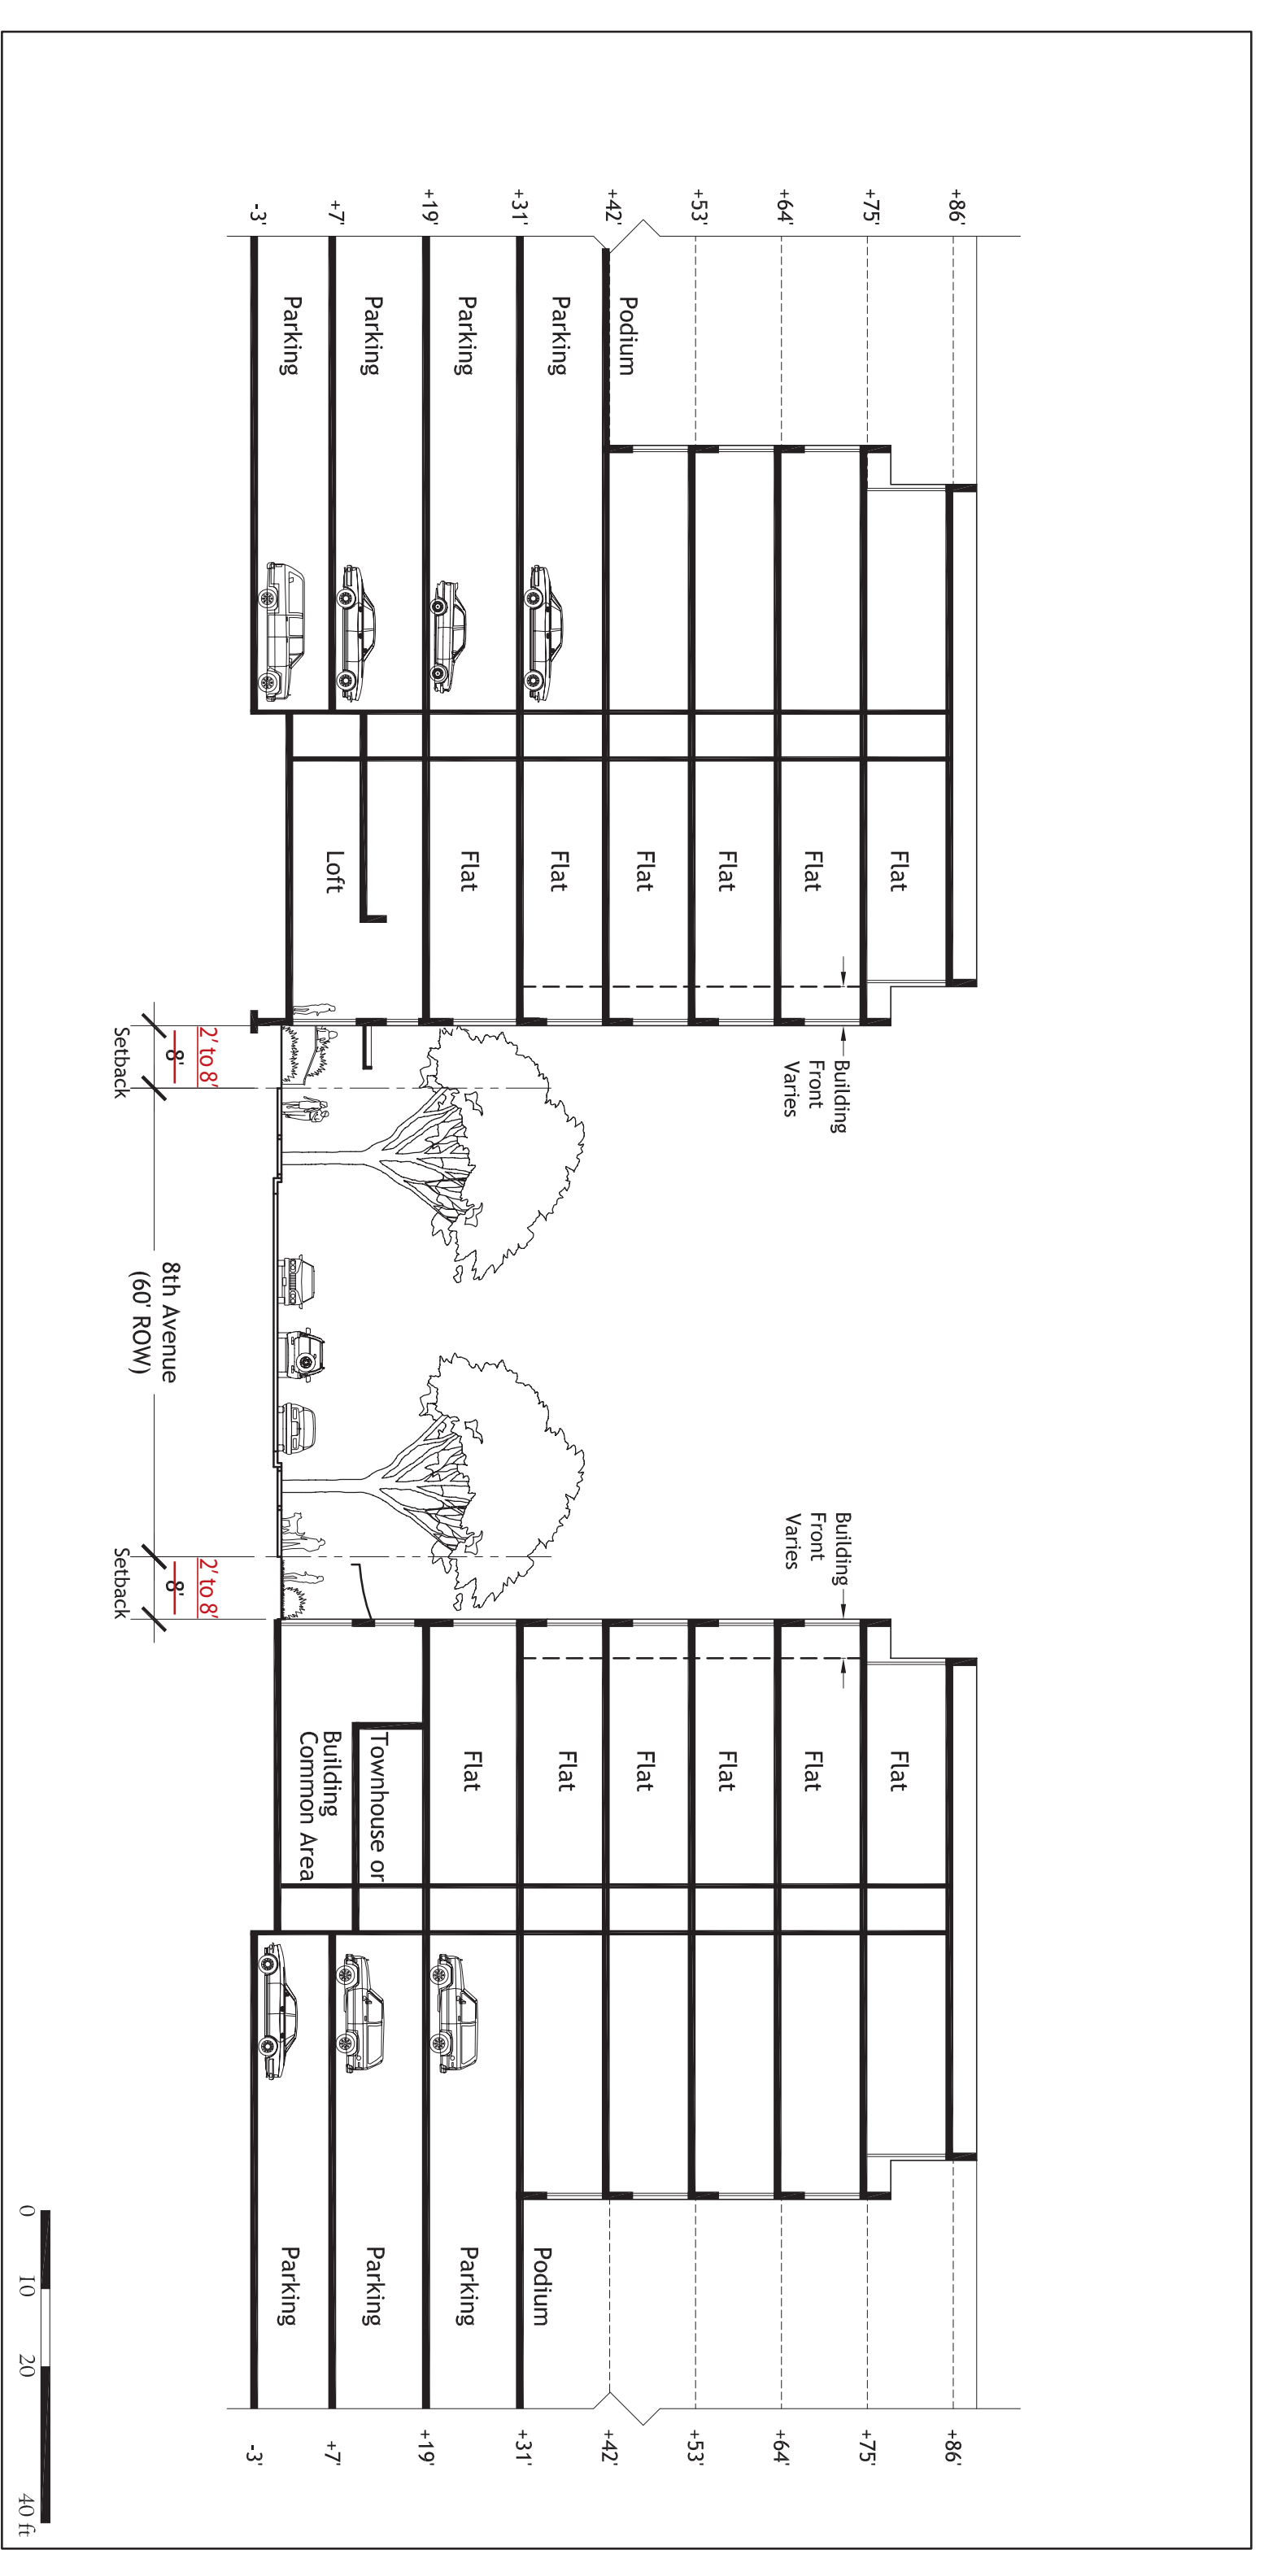 +86'
+75'
+64'
+53'
+42'
+31'
+19'
+7'
-3'
Podium
Parking
Parking
Parking
Parking
Flat
Flat
Flat
Flat
Flat
Flat
Loft
Building
Front
Varies
2' to 8'
8'
Setback
8th Avenue
(60' ROW)
Building
Front
Varies
2' to 8'
8'
Setback
Flat
Flat
Flat
Flat
Flat
Flat
Townhouse or
Building
Common Area
Podium
Parking
Parking
Parking
+86'
+75'
+64'
+53'
+42'
+31'
+19'
+7'
-3'
0 10 20 40 ft